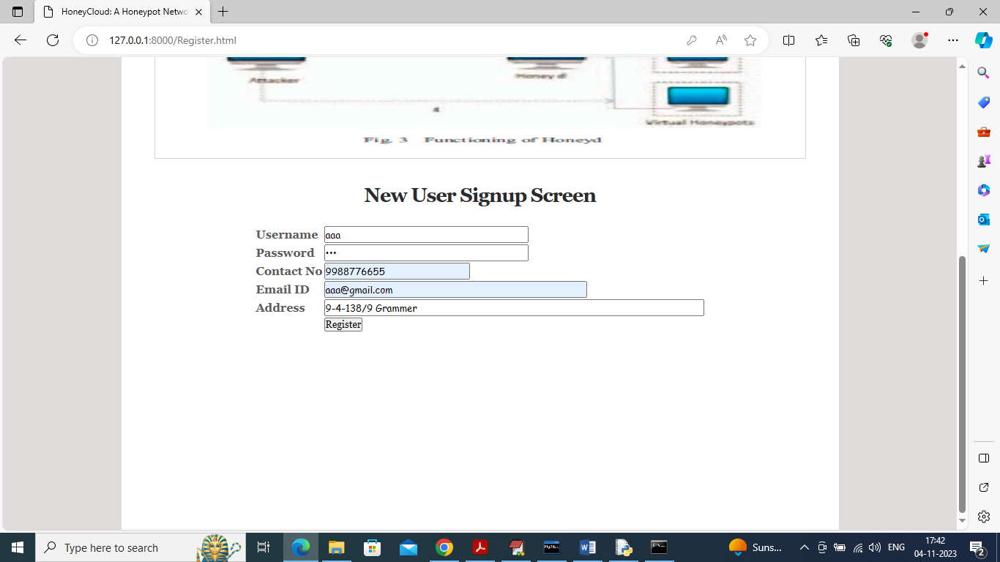 HoneyCloud: A Honeypot Netwo
127.0.0.1:8000/Register.html
Attacker
Honey d
4
Virtual Honeypots
Fig. 3 Functioning of Honeyd
New User Signup Screen
Username aaa
Password •••
Contact No 9988776655
Email ID aaa@gmail.com
Address 9-4-138/9 Grammer
Register
Type here to search
MySQL
Suns...
ENG
17:42
04-11-2023
2